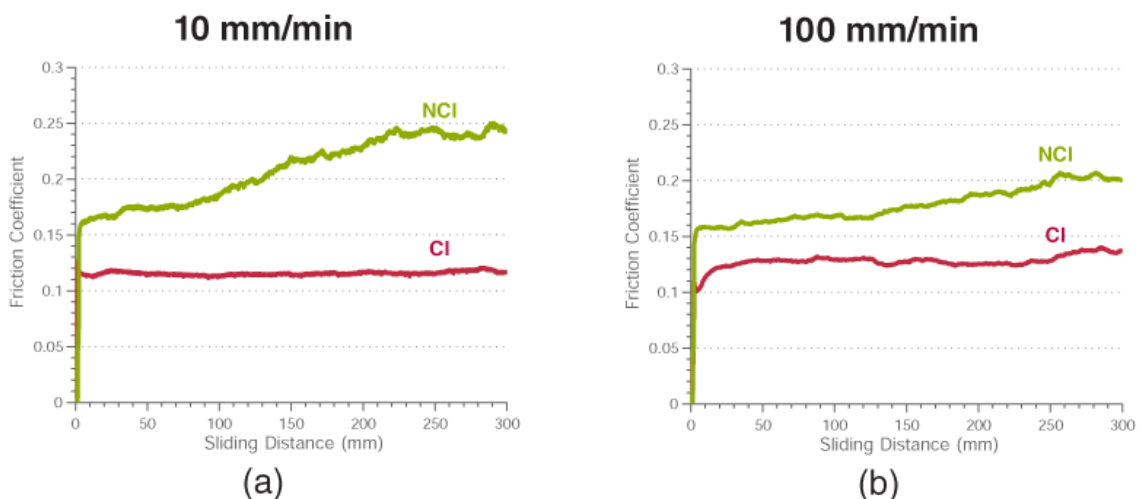 10 mm/min
0.3
0.25
0.2
0.15
0.1
0.05
0
Friction Coefficient
NCI
CI
0 50 100 150 200 250 300
Sliding Distance (mm)
(a)
100 mm/min
0.3
0.25
0.2
0.15
0.1
0.05
0
Friction Coefficient
NCI
CI
0 50 100 150 200 250 300
Sliding Distance (mm)
(b)